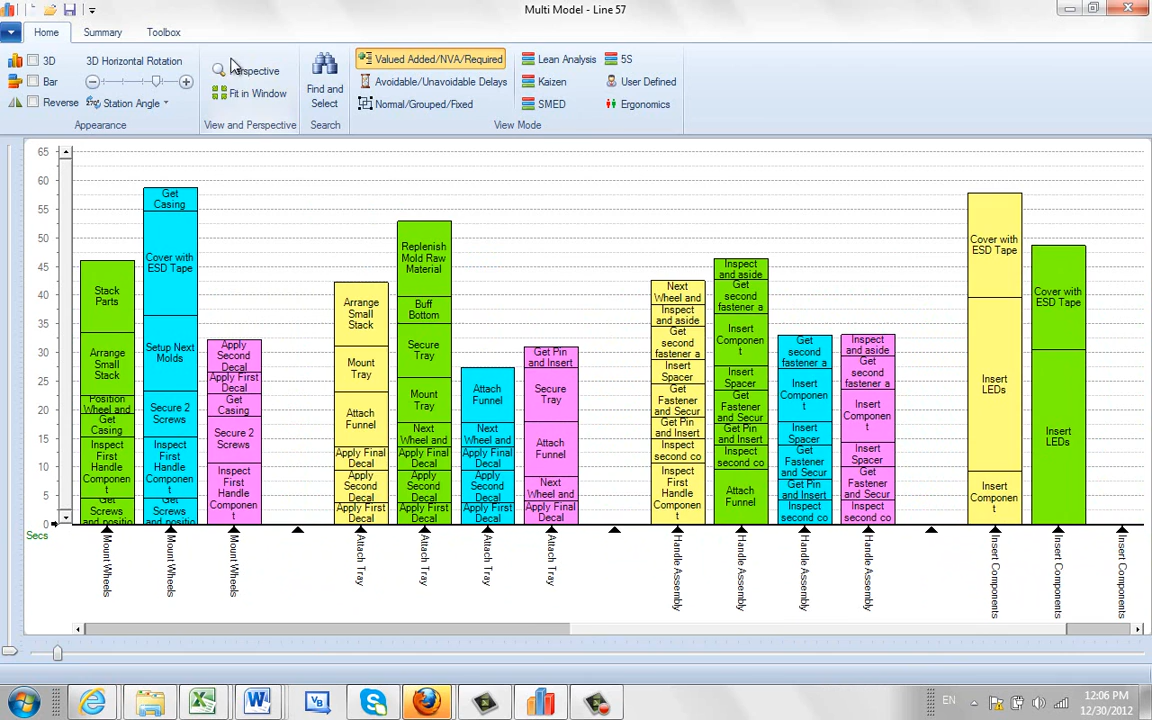 Multi Model - Line 57
Home Summary Toolbox
3D
Bar
Reverse
3D Horizontal Rotation
Station Angle
Appearance
Perspective
Fit in Window
View and Perspective
Find and
Select
Search
Valued Added/NVA/Required
Avoidable/Unavoidable Delays
Normal/Grouped/Fixed
Lean Analysis
Kaizen
SMED
5S
User Defined
Ergonomics
View Mode
65
60
55
50
45
40
35
30
25
20
15
10
5
0
Secs
Stack
Parts
Arrange
Small
Stack
Position
Wheel and
Get
Casing
Inspect
First
Handle
Componen
t
Get
Screws
and positio
Mount Wheels
Get
Casing
Cover with
ESD Tape
Setup Next
Molds
Secure 2
Screws
Inspect
First
Handle
Componen
t
Get
Screws
and positio
Mount Wheels
Apply
Second
Decal
Apply First
Decal
Get
Casing
Secure 2
Screws
Inspect
First
Handle
Componen
t
Mount Wheels
Arrange
Small
Stack
Mount
Tray
Attach
Funnel
Apply Final
Decal
Apply
Second
Decal
Apply First
Decal
Attach Tray
Replenish
Mold Raw
Material
Buff
Bottom
Secure
Tray
Mount
Tray
Next
Wheel and
Apply Final
Decal
Apply
Second
Decal
Apply First
Decal
Attach Tray
Attach
Funnel
Next
Wheel and
Apply Final
Decal
Apply
Second
Decal
Apply First
Decal
Attach Tray
Get Pin
and Insert
Secure
Tray
Attach
Funnel
Next
Wheel and
Apply Final
Decal
Attach Tray
Next
Wheel and
Inspect
and aside
Get
second
fastener a
Insert
Spacer
Get
Fastener
and Secur
Get Pin
and Insert
Inspect
second co
Inspect
First
Handle
Componen
t
Handle Assembly
Inspect
and aside
Get
second
fastener a
Insert
Componen
t
Insert
Spacer
Get
Fastener
and Secur
Get Pin
and Insert
Inspect
second co
Attach
Funnel
Handle Assembly
Get
second
fastener a
Insert
Componen
t
Insert
Spacer
Get
Fastener
and Secur
Get Pin
and Insert
Inspect
second co
Handle Assembly
Inspect
and aside
Get
second
fastener a
Insert
Componen
t
Insert
Spacer
Get
Fastener
and Secur
Inspect
second co
Handle Assembly
Cover with
ESD Tape
Insert
LEDs
Insert
Componen
t
Insert Components
Cover with
ESD Tape
Insert
LEDs
Insert Components
Insert Components
EN
12:06 PM
12/30/2012